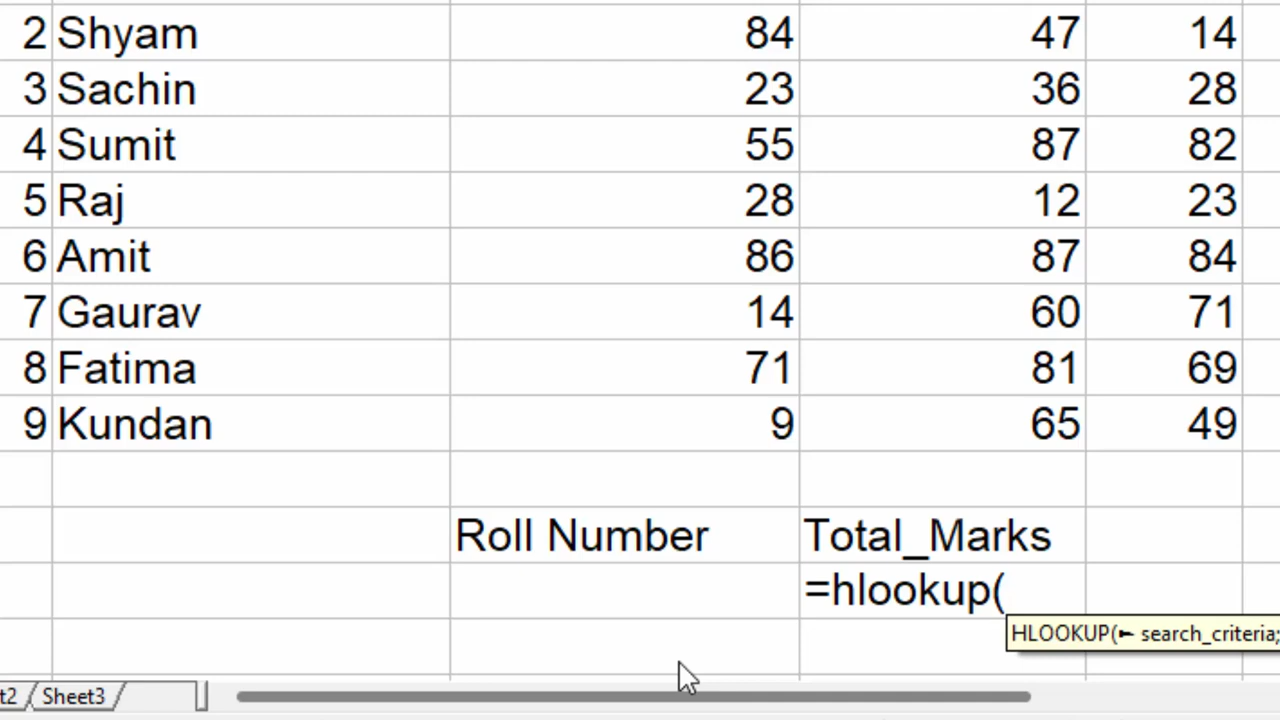 2 Shyam 84 47 14
3 Sachin 23 36 28
4 Sumit 55 87 82
5 Raj 28 12 23
6 Amit 86 87 84
7 Gaurav 14 60 71
8 Fatima 71 81 69
9 Kundan 9 65 49
Roll Number Total_Marks
=hlookup(
HLOOKUP( search_criteria;
t2 Sheet3